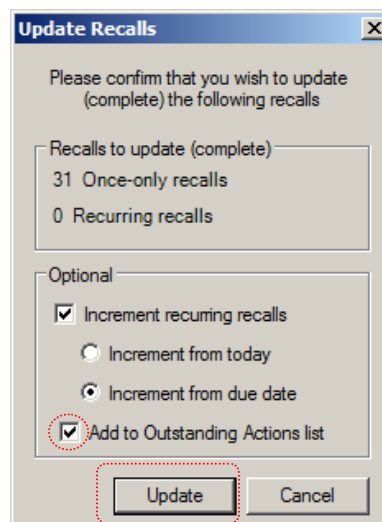 Update Recalls
Please confirm that you wish to update
(complete) the following recalls
Recalls to update (complete)
31 Once-only recalls
0 Recurring recalls
Optional
Increment recurring recalls
Increment from today
Increment from due date
Add to Outstanding Actions list
Update
Cancel